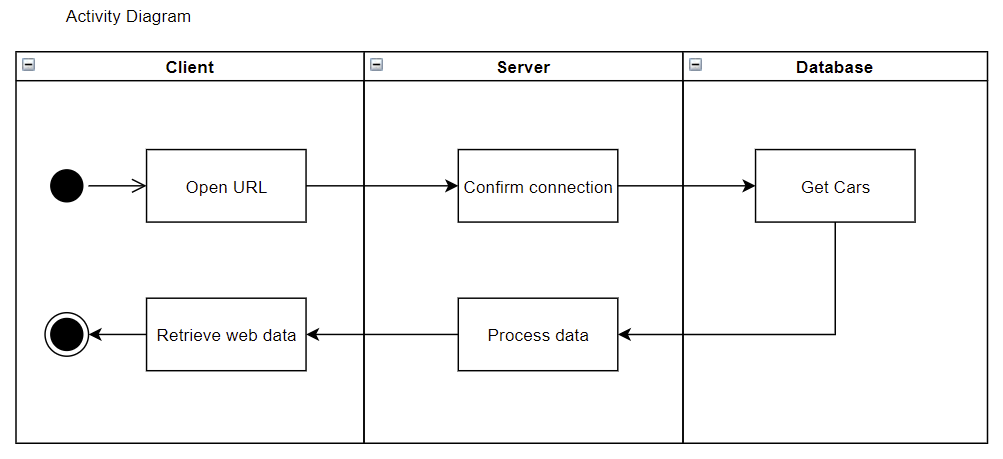 Activity Diagram
Client
Server
Database
Open URL
Confirm connection
Get Cars
Retrieve web data
Process data